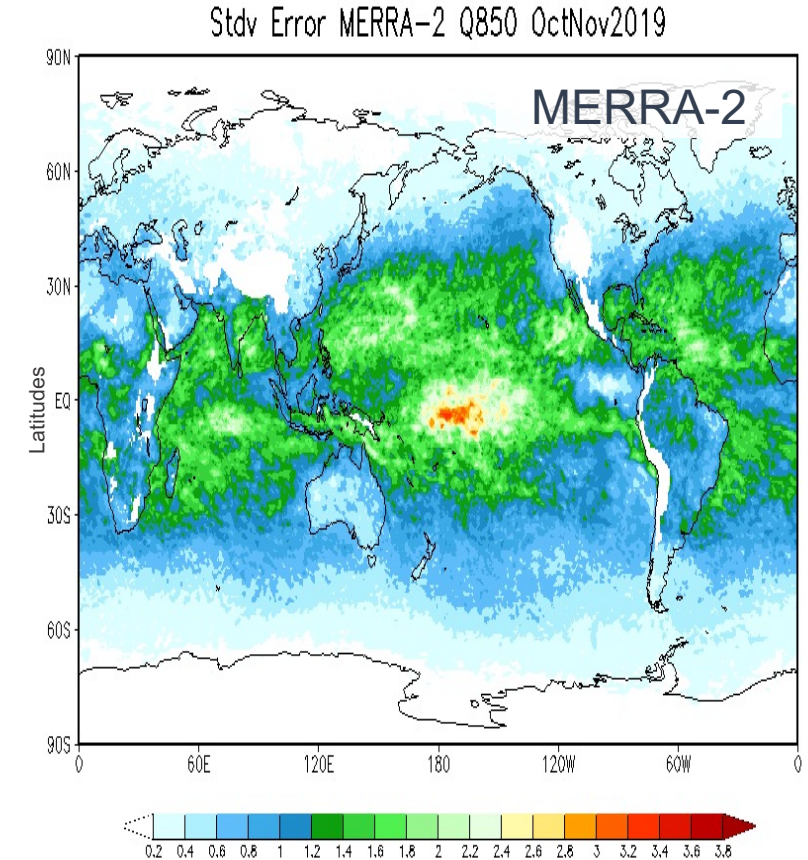 Stdv Error MERRA-2 Q850 OctNov2019
90N
MERRA-2
60N
30N
Latitudes
EQ
30S
60S
90S
0 60E 120E 180 120W 60W 0
0.2 0.4 0.6 0.8 1 1.2 1.4 1.6 1.8 2 2.2 2.4 2.6 2.8 3 3.2 3.4 3.6 3.8